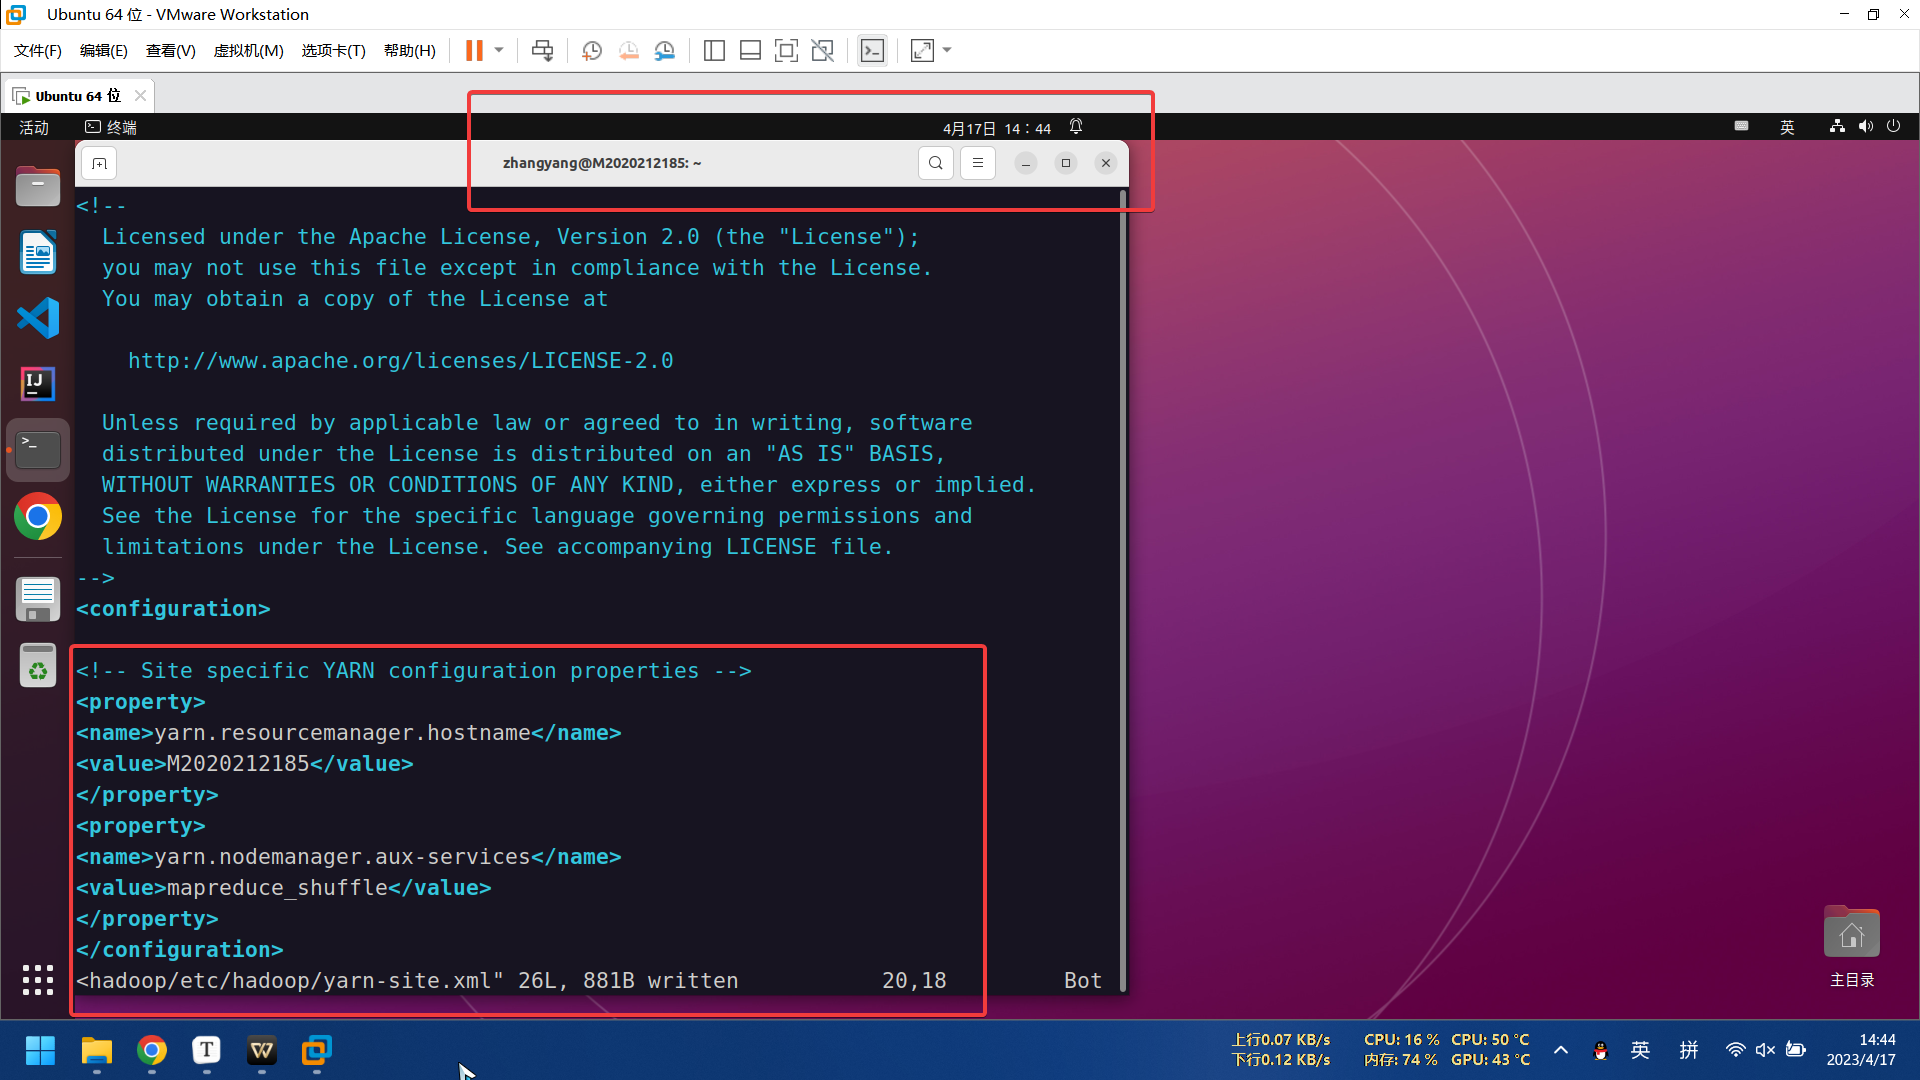 Ubuntu 64 位 - VMware Workstation
文件(F) 编辑(E) 查看(V) 虚拟机(M) 选项卡(T) 帮助(H)
Ubuntu 64 位
活动 终端 4月17日 14：44 英
zhangyang@M2020212185: ~
<!--
Licensed under the Apache License, Version 2.0 (the "License");
you may not use this file except in compliance with the License.
You may obtain a copy of the License at
http://www.apache.org/licenses/LICENSE-2.0
Unless required by applicable law or agreed to in writing, software
distributed under the License is distributed on an "AS IS" BASIS,
WITHOUT WARRANTIES OR CONDITIONS OF ANY KIND, either express or implied.
See the License for the specific language governing permissions and
limitations under the License. See accompanying LICENSE file.
-->
<configuration>
<!-- Site specific YARN configuration properties -->
<property>
<name>yarn.resourcemanager.hostname</name>
<value>M2020212185</value>
</property>
<property>
<name>yarn.nodemanager.aux-services</name>
<value>mapreduce_shuffle</value>
</property>
</configuration>
<hadoop/etc/hadoop/yarn-site.xml" 26L, 881B written 20,18 Bot
主目录
上行0.07 KB/s CPU: 16 % CPU: 50 °C
下行0.12 KB/s 内存: 74 % GPU: 43 °C
英 拼
14:44
2023/4/17